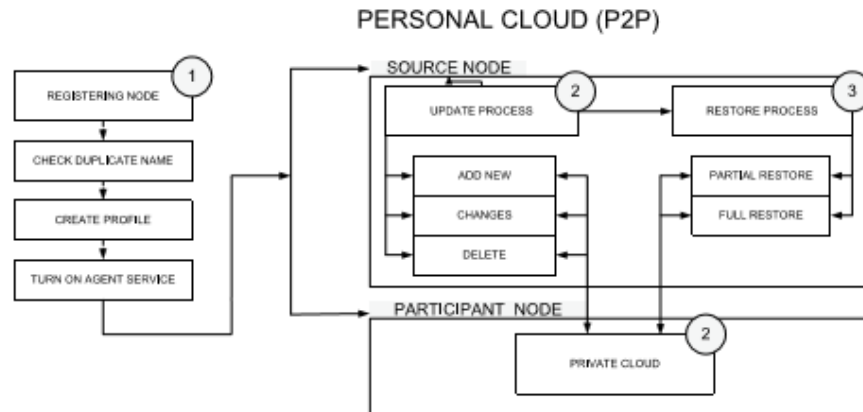 PERSONAL CLOUD (P2P)
1
REGISTERING NODE
CHECK DUPLICATE NAME
CREATE PROFILE
TURN ON AGENT SERVICE
SOURCE NODE
2
UPDATE PROCESS
3
RESTORE PROCESS
ADD NEW
CHANGES
DELETE
PARTIAL RESTORE
FULL RESTORE
PARTICIPANT NODE
2
PRIVATE CLOUD